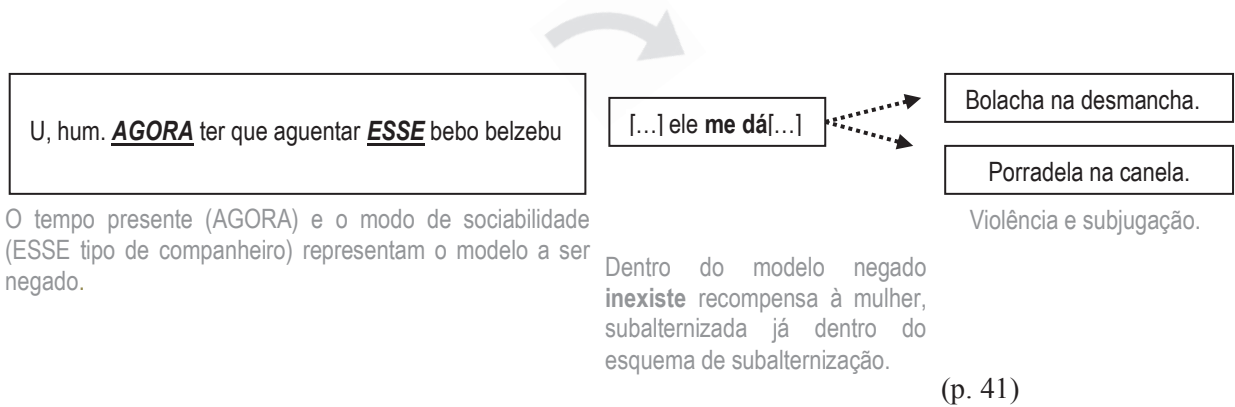 U, hum. AGORA ter que aguentar ESSE bebo belzebu
[...] ele me dá[...]
Bolacha na desmancha.
Porradela na canela.
O tempo presente (AGORA) e o modo de sociabilidade
(ESSE tipo de companheiro) representam o modelo a ser
negado.
Dentro do modelo negado
inexiste recompensa à mulher,
subalternizada já dentro do
esquema de subalternização.
Violência e subjugação.
(p. 41)